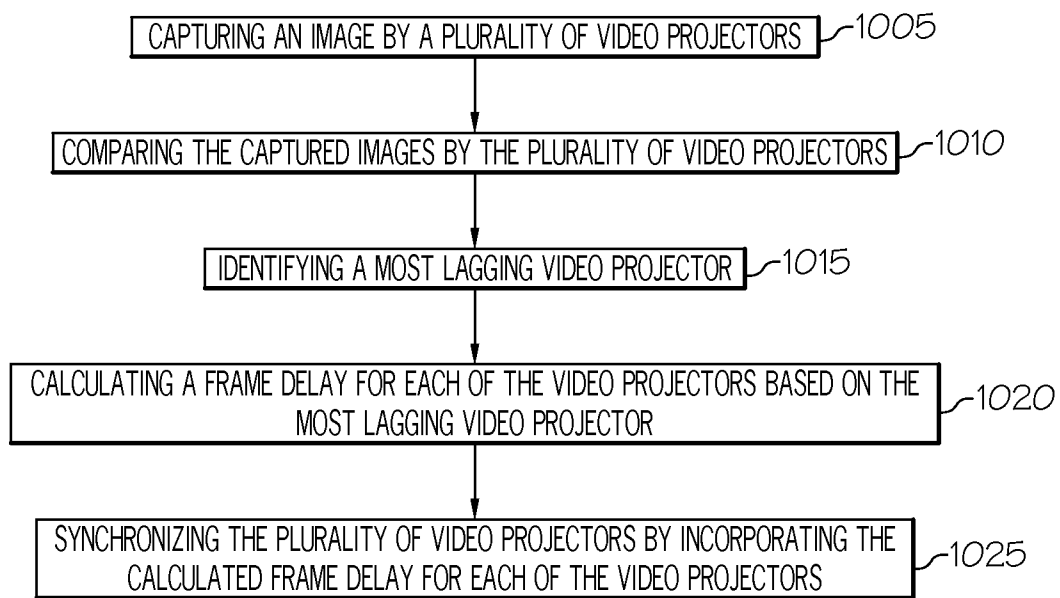 CAPTURING AN IMAGE BY A PLURALITY OF VIDEO PROJECTORS 1005
COMPARING THE CAPTURED IMAGES BY THE PLURALITY OF VIDEO PROJECTORS 1010
IDENTIFYING A MOST LAGGING VIDEO PROJECTOR 1015
CALCULATING A FRAME DELAY FOR EACH OF THE VIDEO PROJECTORS BASED ON THE
MOST LAGGING VIDEO PROJECTOR
1020
SYNCHRONIZING THE PLURALITY OF VIDEO PROJECTORS BY INCORPORATING THE
CALCULATED FRAME DELAY FOR EACH OF THE VIDEO PROJECTORS
1025